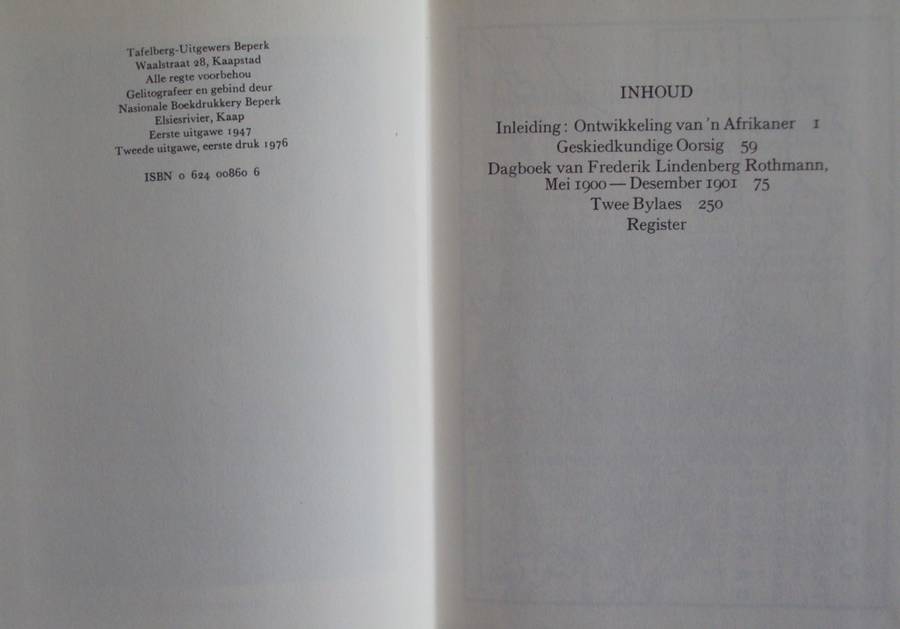 Tafelberg-Uitgewers Beperk
Waalstraat 28, Kaapstad
Alle regte voorbehou
Gelitografeer en gebind deur
Nasionale Boekdrukkery Beperk
Elsiesrivier, Kaap
Eerste uitgawe 1947
Tweede uitgawe, eerste druk 1976
ISBN 0 624 00860 6
INHOUD
Inleiding: Ontwikkeling van 'n Afrikaner 1
Geskiedkundige Oorsig 59
Dagboek van Frederik Lindenberg Rothmann,
Mei 1900 — Desember 1901 75
Twee Bylaes 250
Register